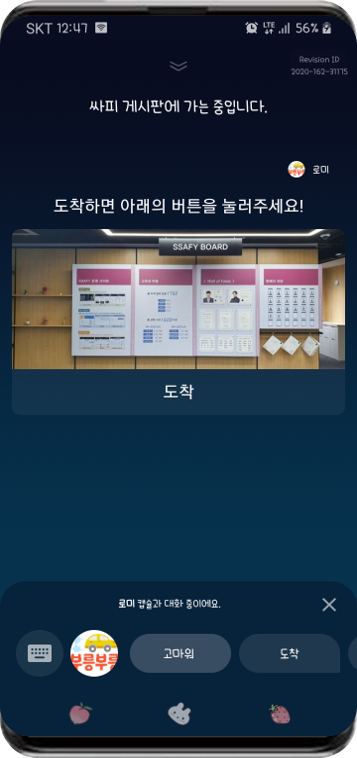 SKT 12:47
LTE
56%
Revision ID
2020-162-31175
싸피 게시판에 가는 중입니다.
로미
도착하면 아래의 버튼을 눌러주세요!
SSAFY BOARD
도착
로미 캡슐과 대화 중이에요.
부릉부릉
고마워
도착